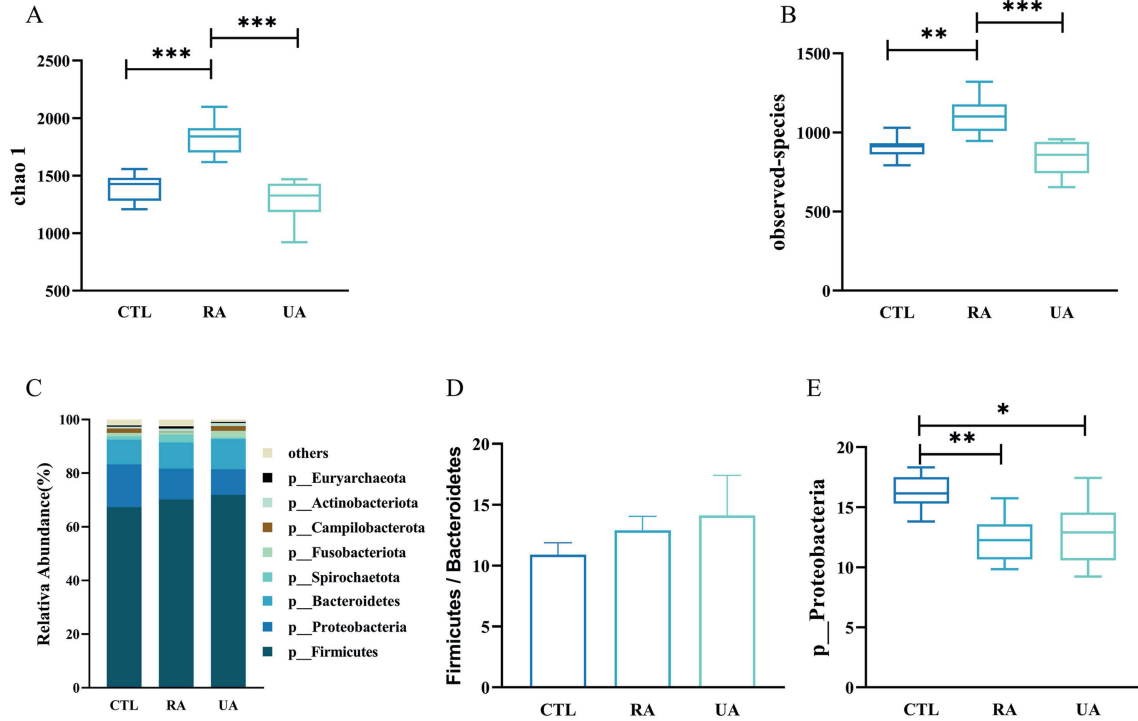 A
***
***
2500
2000
1500
1000
500
chao 1
CTL
RA
UA
B
**
***
1500
1000
500
0
observed-species
CTL
RA
UA
C
100
80
60
40
20
0
Relativa Abundance(%)
CTL
RA
UA
others
p__Euryarchaeota
p__Actinobacteriota
p__Campilobacterota
p__Fusobacteriota
p__Spirochaetota
p__Bacteroidetes
p__Proteobacteria
p__Firmicutes
D
20
15
10
5
0
Firmicutes / Bacteroidetes
CTL
RA
UA
E
*
**
20
15
10
5
0
p__Proteobacteria
CTL
RA
UA